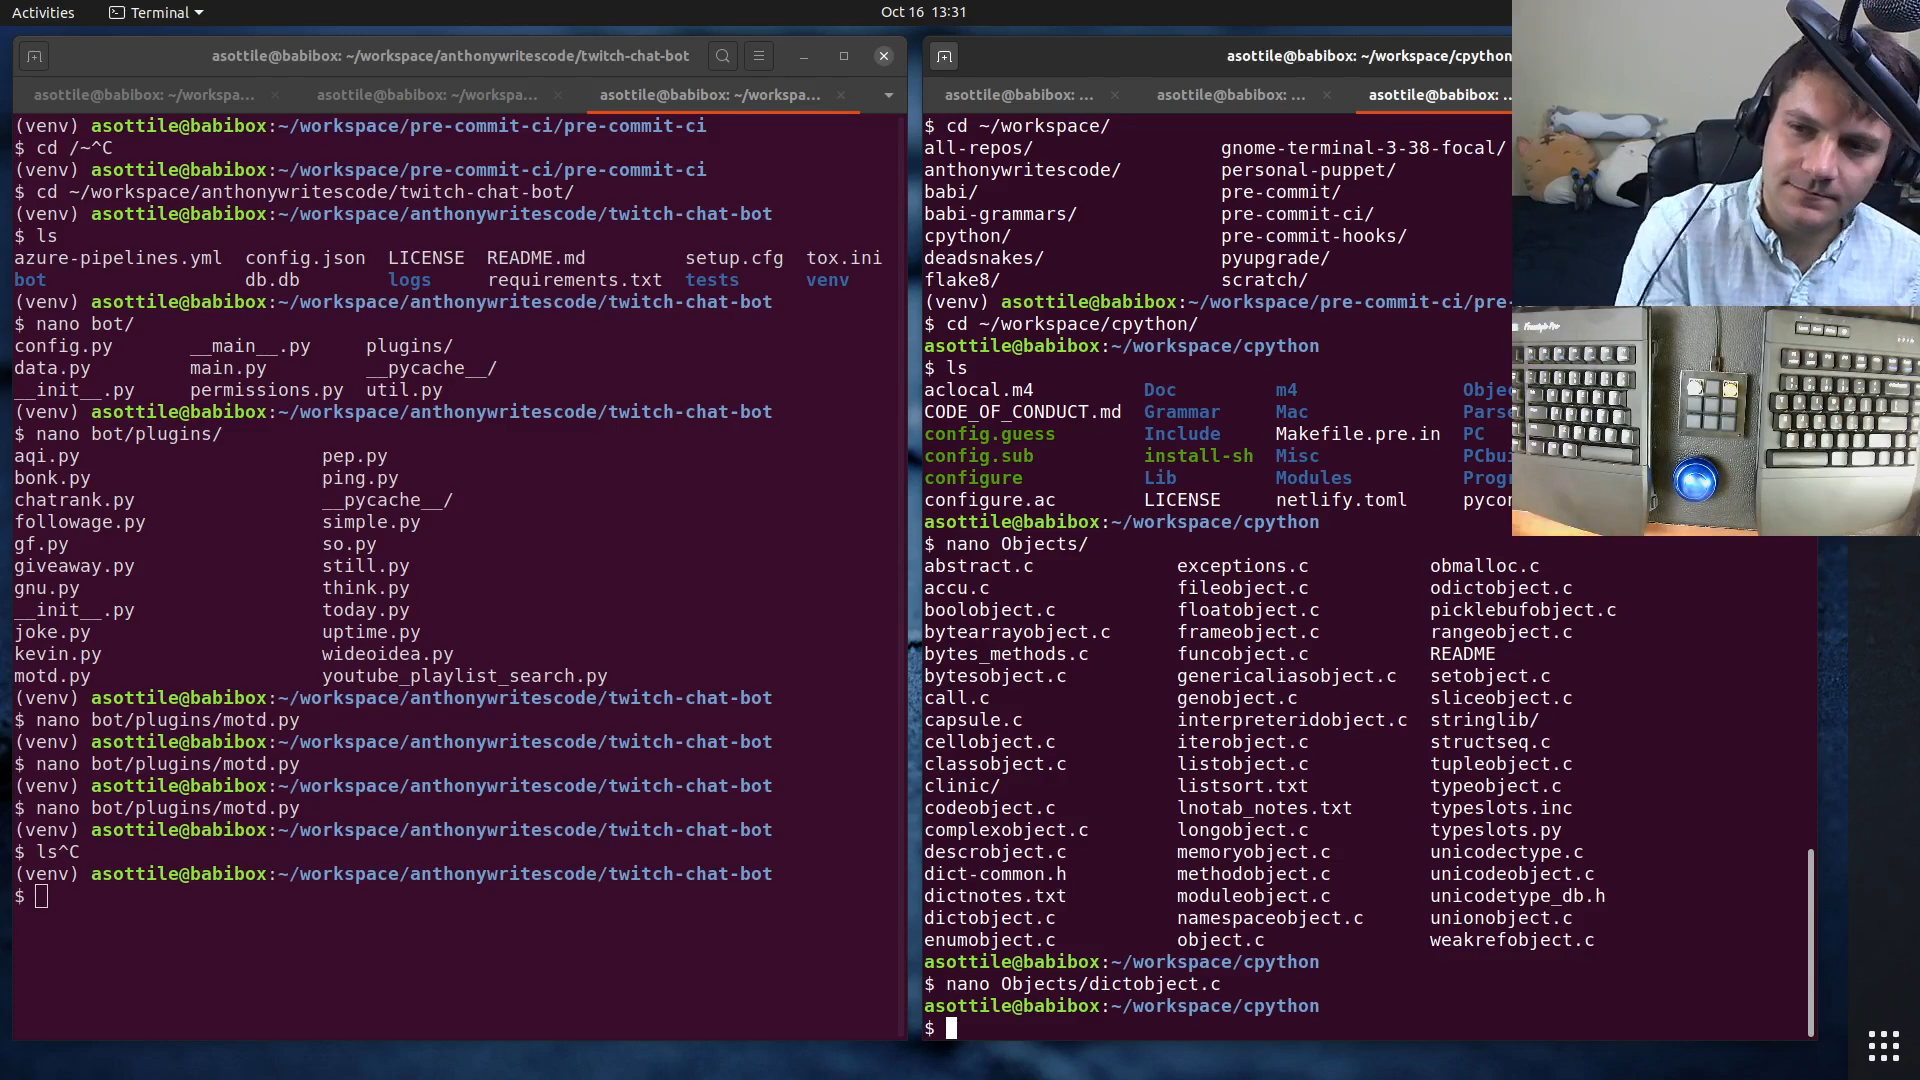 Activities
Terminal
Oct 16 13:31
asottile@babibox: ~/workspace/anthonywritescode/twitch-chat-bot
asottile@babibox: ~/workspa...
asottile@babibox: ~/workspa...
asottile@babibox: ~/workspa...
(venv) asottile@babibox:~/workspace/pre-commit-ci/pre-commit-ci
$ cd /~^C
(venv) asottile@babibox:~/workspace/pre-commit-ci/pre-commit-ci
$ cd ~/workspace/anthonywritescode/twitch-chat-bot/
(venv) asottile@babibox:~/workspace/anthonywritescode/twitch-chat-bot
$ ls
azure-pipelines.yml config.json LICENSE README.md setup.cfg tox.ini
bot db.db logs requirements.txt tests venv
(venv) asottile@babibox:~/workspace/anthonywritescode/twitch-chat-bot
$ nano bot/
config.py __main__.py plugins/
data.py main.py __pycache__/
__init__.py permissions.py util.py
(venv) asottile@babibox:~/workspace/anthonywritescode/twitch-chat-bot
$ nano bot/plugins/
aqi.py pep.py
bonk.py ping.py
chatrank.py __pycache__/
followage.py simple.py
gf.py so.py
giveaway.py still.py
gnu.py think.py
__init__.py today.py
joke.py uptime.py
kevin.py wideoidea.py
motd.py youtube_playlist_search.py
(venv) asottile@babibox:~/workspace/anthonywritescode/twitch-chat-bot
$ nano bot/plugins/motd.py
(venv) asottile@babibox:~/workspace/anthonywritescode/twitch-chat-bot
$ nano bot/plugins/motd.py
(venv) asottile@babibox:~/workspace/anthonywritescode/twitch-chat-bot
$ nano bot/plugins/motd.py
(venv) asottile@babibox:~/workspace/anthonywritescode/twitch-chat-bot
$ ls^C
(venv) asottile@babibox:~/workspace/anthonywritescode/twitch-chat-bot
$
asottile@babibox: ~/workspace/cpython
asottile@babibox: ...
asottile@babibox: ...
asottile@babibox: ..
$ cd ~/workspace/
all-repos/ gnome-terminal-3-38-focal/
anthonywritescode/ personal-puppet/
babi/ pre-commit/
babi-grammars/ pre-commit-ci/
cpython/ pre-commit-hooks/
deadsnakes/ pyupgrade/
flake8/ scratch/
(venv) asottile@babibox:~/workspace/pre-commit-ci/pre-
$ cd ~/workspace/cpython/
asottile@babibox:~/workspace/cpython
$ ls
aclocal.m4 Doc m4 Objec
CODE_OF_CONDUCT.md Grammar Mac Parse
config.guess Include Makefile.pre.in PC
config.sub install-sh Misc PCbui
configure Lib Modules Progr
configure.ac LICENSE netlify.toml pycon
asottile@babibox:~/workspace/cpython
$ nano Objects/
abstract.c exceptions.c obmalloc.c
accu.c fileobject.c odictobject.c
boolobject.c floatobject.c picklebufobject.c
bytearrayobject.c frameobject.c rangeobject.c
bytes_methods.c funcobject.c README
bytesobject.c genericaliasobject.c setobject.c
call.c genobject.c sliceobject.c
capsule.c interpreteridobject.c stringlib/
cellobject.c iterobject.c structseq.c
classobject.c listobject.c tupleobject.c
clinic/ listsort.txt typeobject.c
codeobject.c lnotab_notes.txt typeslots.inc
complexobject.c longobject.c typeslots.py
descrobject.c memoryobject.c unicodectype.c
dict-common.h methodobject.c unicodeobject.c
dictnotes.txt moduleobject.c unicodetype_db.h
dictobject.c namespaceobject.c unionobject.c
enumobject.c object.c weakrefobject.c
asottile@babibox:~/workspace/cpython
$ nano Objects/dictobject.c
asottile@babibox:~/workspace/cpython
$
Freestyle Pro